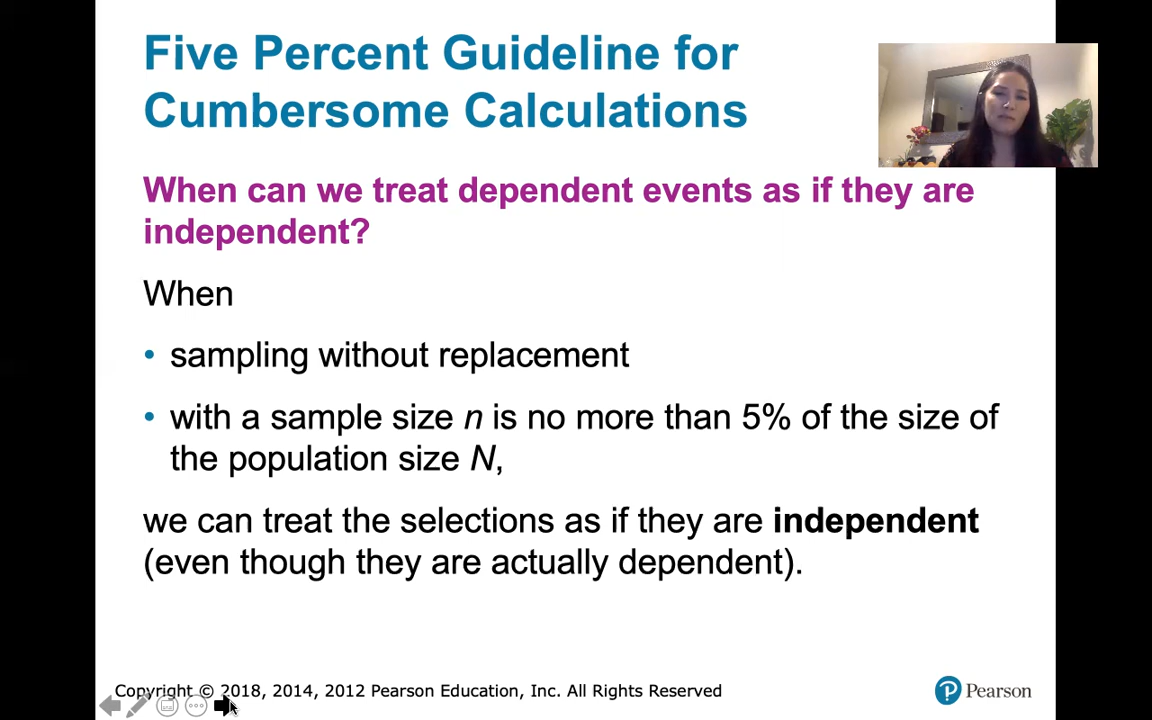 Five Percent Guideline for
Cumbersome Calculations
When can we treat dependent events as if they are
independent?
When
• sampling without replacement
• with a sample size n is no more than 5% of the size of
the population size N,
we can treat the selections as if they are independent
(even though they are actually dependent).
Copyright © 2018, 2014, 2012 Pearson Education, Inc. All Rights Reserved
P Pearson